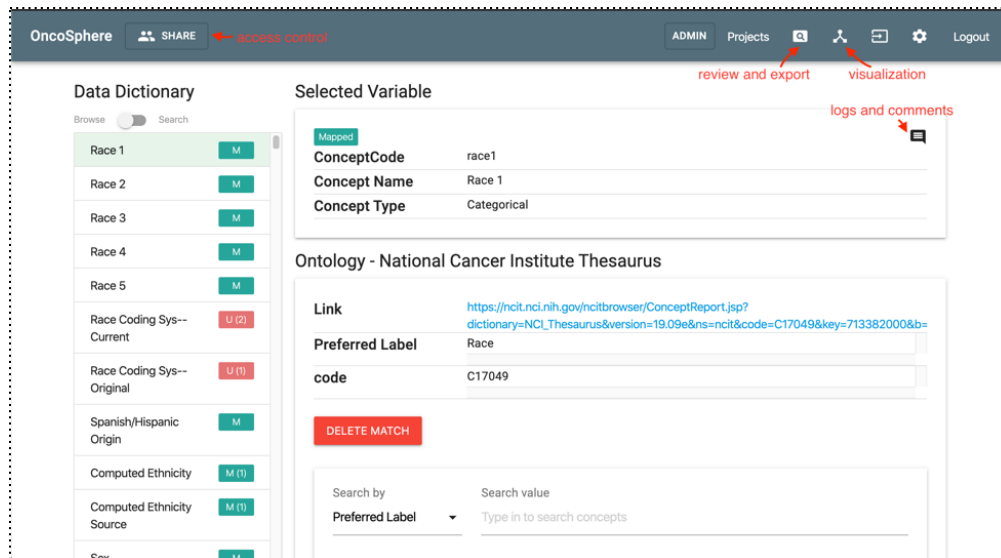 OncoSphere
SHARE
access control
ADMIN
Projects
Logout
review and export
visualization
logs and comments
Data Dictionary
Browse
Search
Race 1
M
Race 2
M
Race 3
M
Race 4
M
Race 5
M
Race Coding Sys--
Current
U (2)
Race Coding Sys--
Original
U (1)
Spanish/Hispanic
Origin
M
Computed Ethnicity
M (1)
Computed Ethnicity
Source
M (1)
Selected Variable
Mapped
ConceptCode
race1
Concept Name
Race 1
Concept Type
Categorical
Ontology - National Cancer Institute Thesaurus
Link
https://ncit.nci.nih.gov/ncitbrowser/ConceptReport.jsp?
dictionary=NCI_Thesaurus&version=19.09e&ns=ncit&code=C17049&key=713382000&b=
Preferred Label
Race
code
C17049
DELETE MATCH
Search by
Preferred Label
Search value
Type in to search concepts